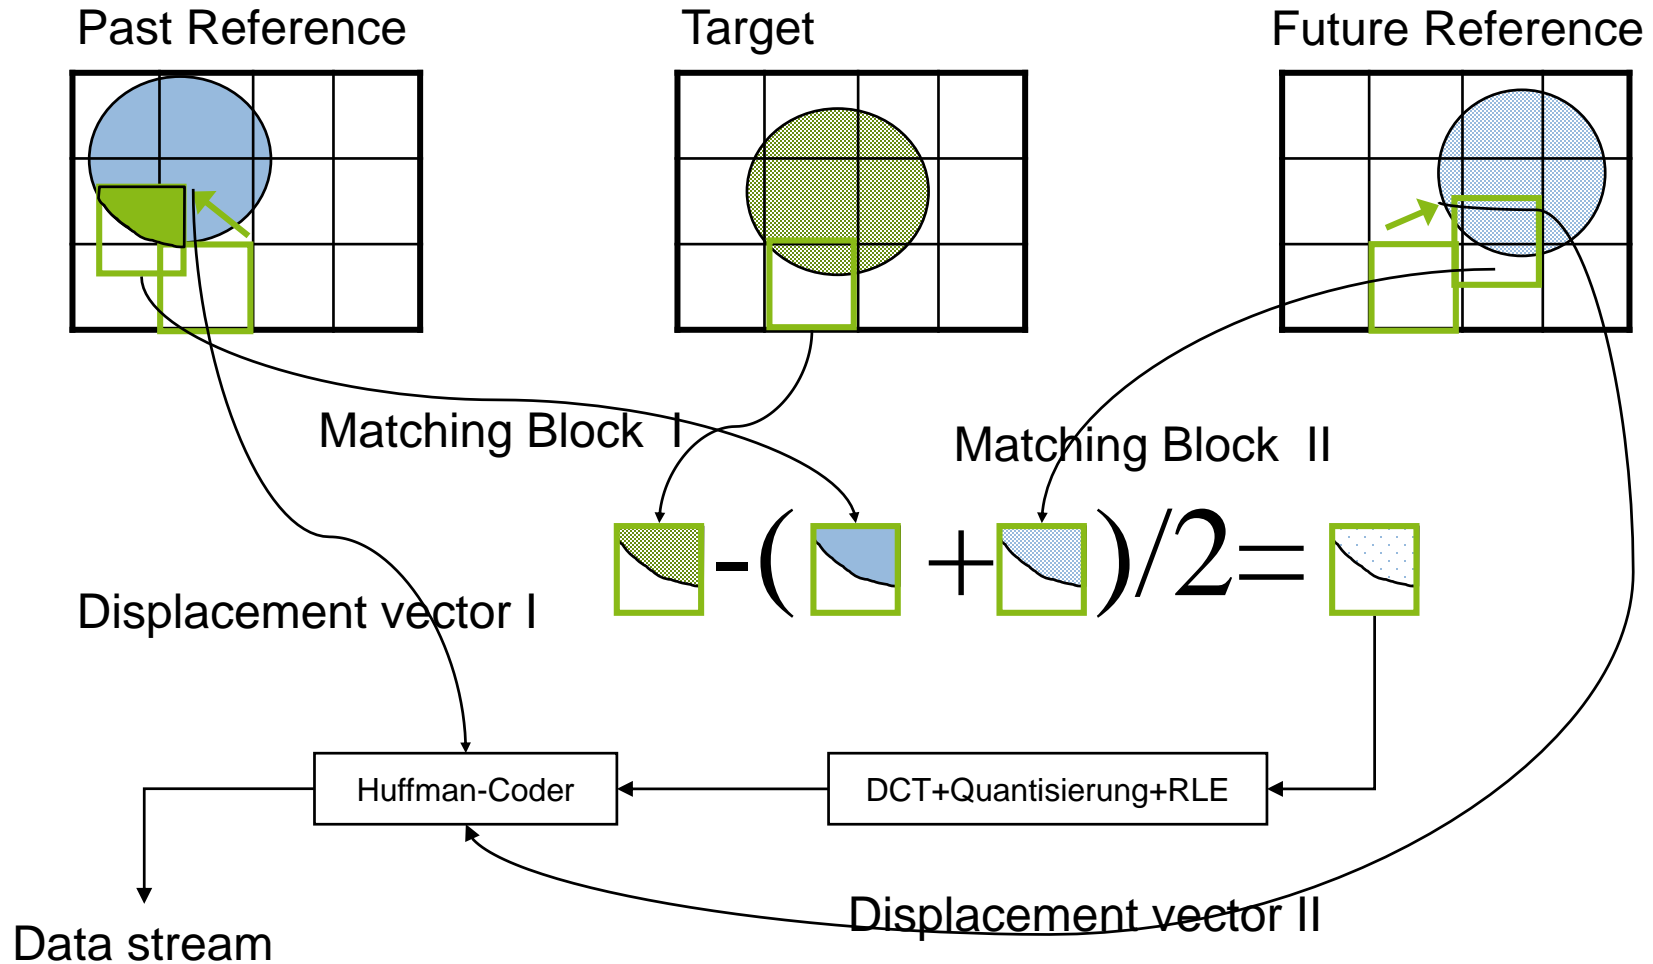 Past Reference
Target
Future Reference
Matching Block I
Matching Block II
-( + )/2=
Displacement vector I
Huffman-Coder
DCT+Quantisierung+RLE
Displacement vector II
Data stream